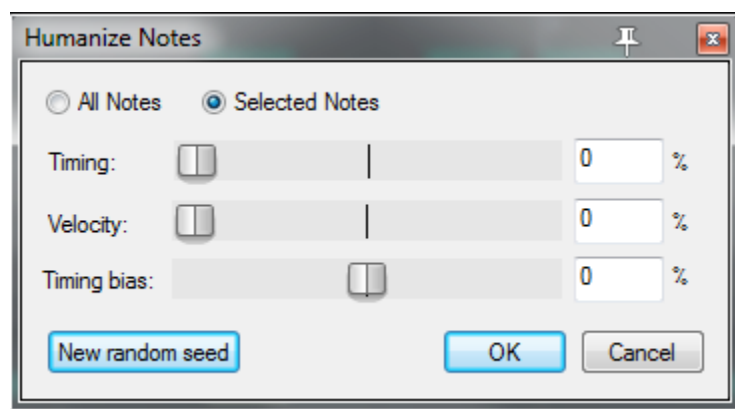 Humanize Notes
All Notes Selected Notes
Timing: 0 %
Velocity: 0 %
Timing bias: 0 %
New random seed OK Cancel